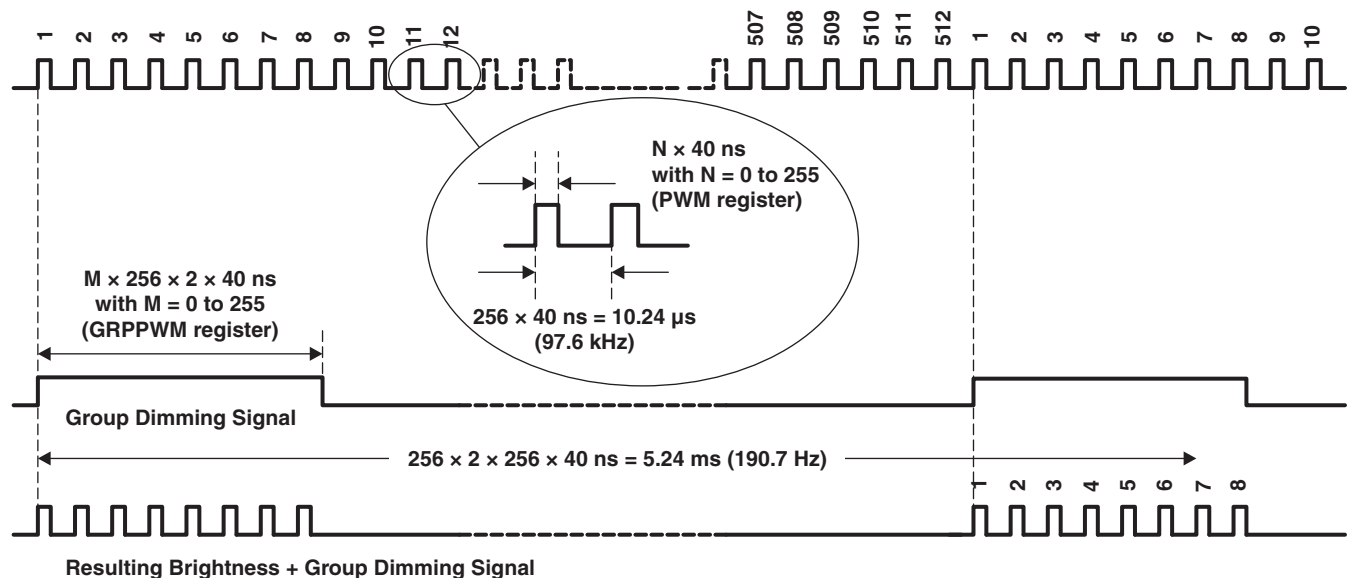 1 2 3 4 5 6 7 8 9 10 11 12 507 508 509 510 511 512 1 2 3 4 5 6 7 8 9 10
N × 40 ns
with N = 0 to 255
(PWM register)
M × 256 × 2 × 40 ns
with M = 0 to 255
(GRPPWM register)
256 × 40 ns = 10.24 µs
(97.6 kHz)
Group Dimming Signal
256 × 2 × 256 × 40 ns = 5.24 ms (190.7 Hz)
1 2 3 4 5 6 7 8
Resulting Brightness + Group Dimming Signal